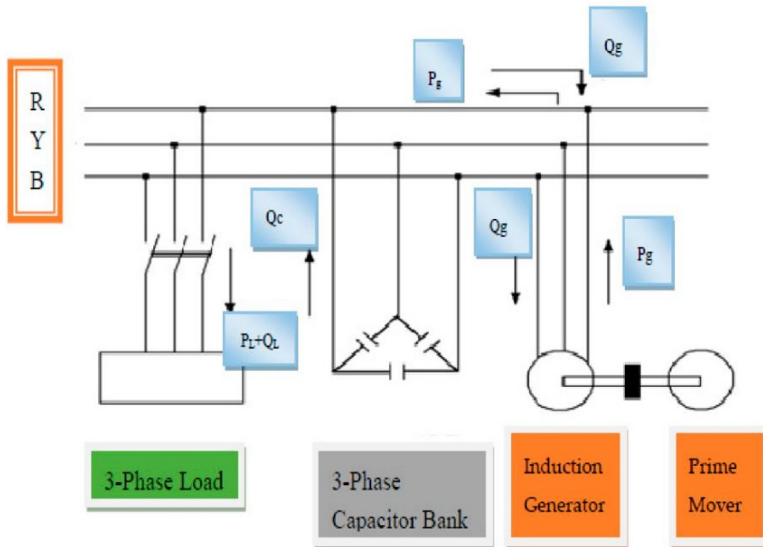 Qg
Pg
R
Y
B
Qc
Qg
Pg
PL+QL
3-Phase Load
3-Phase
Capacitor Bank
Induction
Generator
Prime
Mover